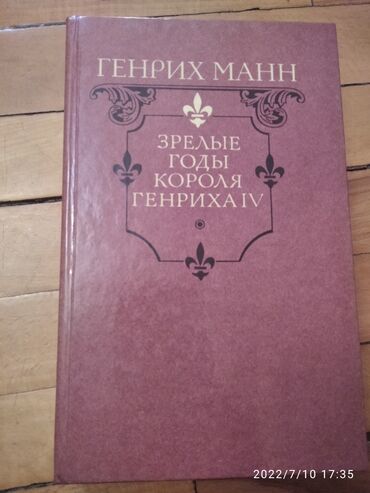 ГЕНРИХ МАНН
ЗРЕЛЫЕ
ГОДЫ
КОРОЛЯ
ГЕНРИХА IV
2022/7/10 17:35